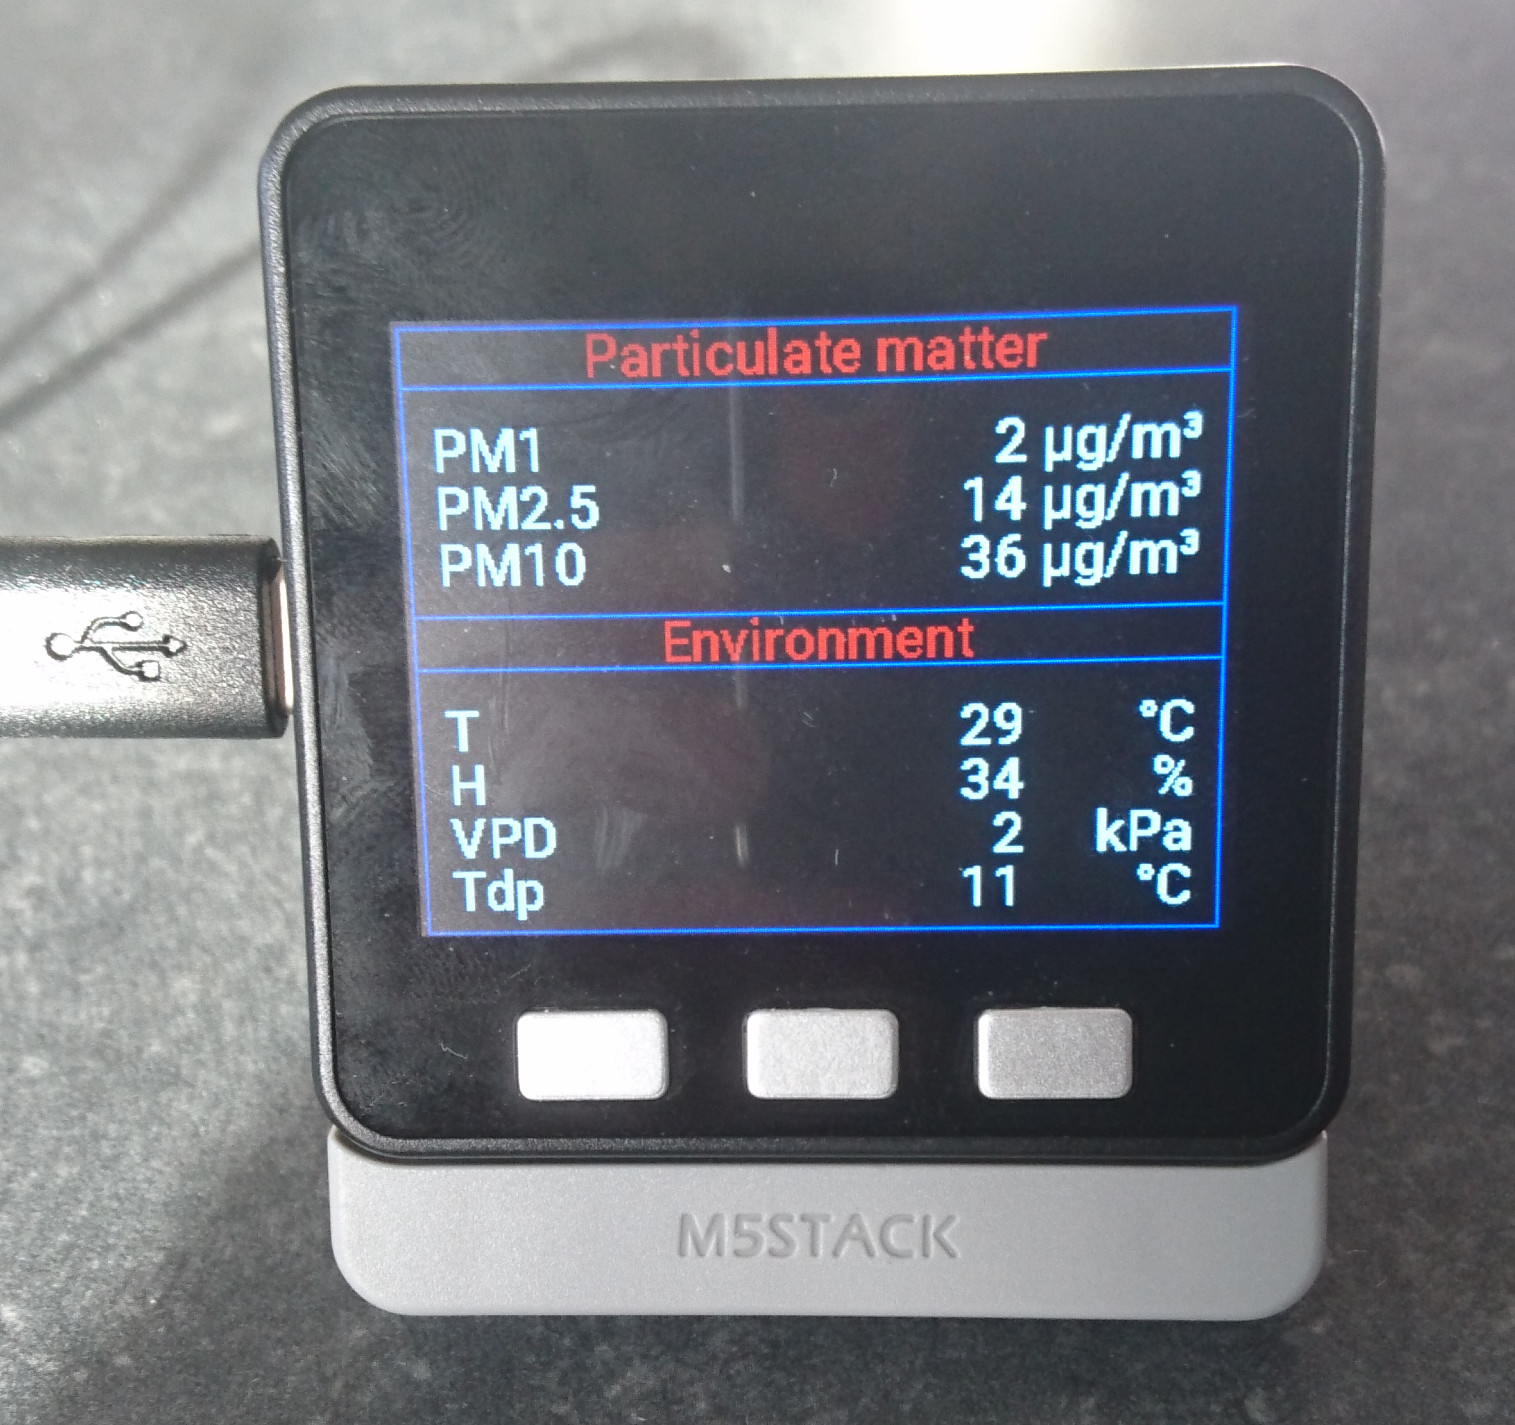 Particulate matter
PM1 2 µg/m³
PM2.5 14 µg/m³
PM10 36 µg/m³
Environment
T 29 °C
H 34 %
VPD 2 kPa
Tdp 11 °C
M5STACK